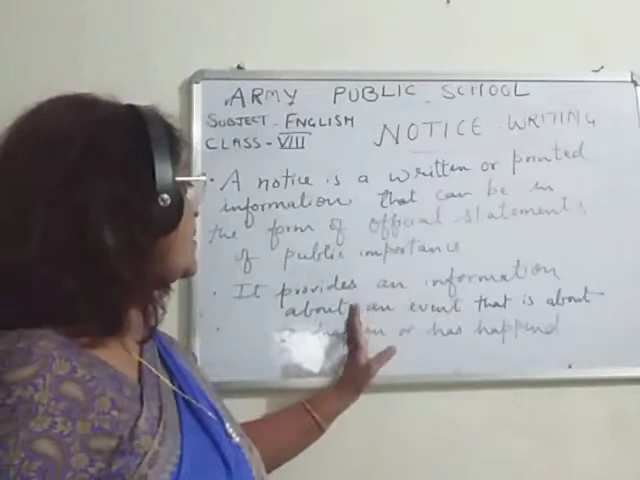 ARMY PUBLIC SCHOOL
SUBJECT - ENGLISH
CLASS - VIII
NOTICE WRITING
• A notice is a written or printed
information that can be in
the form of official statements
of public importance
• It provides an information
about an event that is about
or has happend